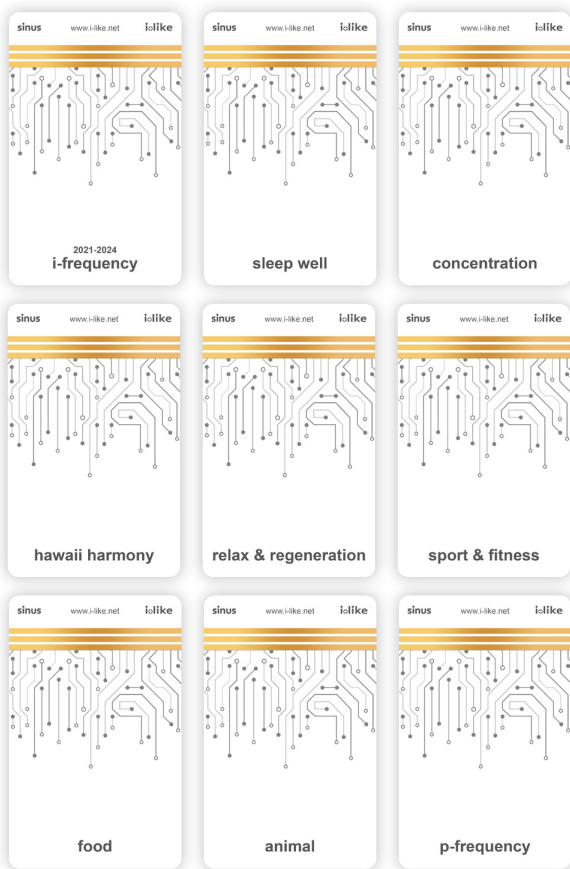 sinus www.i-like.net i●like
sinus www.i-like.net i●like
sinus www.i-like.net i●like
2021-2024
i-frequency
sleep well
concentration
sinus www.i-like.net i●like
sinus www.i-like.net i●like
sinus www.i-like.net i●like
hawaii harmony
relax & regeneration
sport & fitness
sinus www.i-like.net i●like
sinus www.i-like.net i●like
sinus www.i-like.net i●like
food
animal
p-frequency